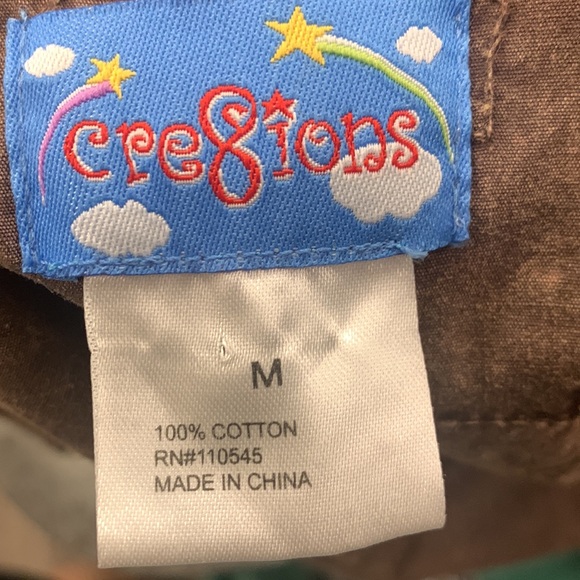 cre8ions
M
100% COTTON
RN#110545
MADE IN CHINA